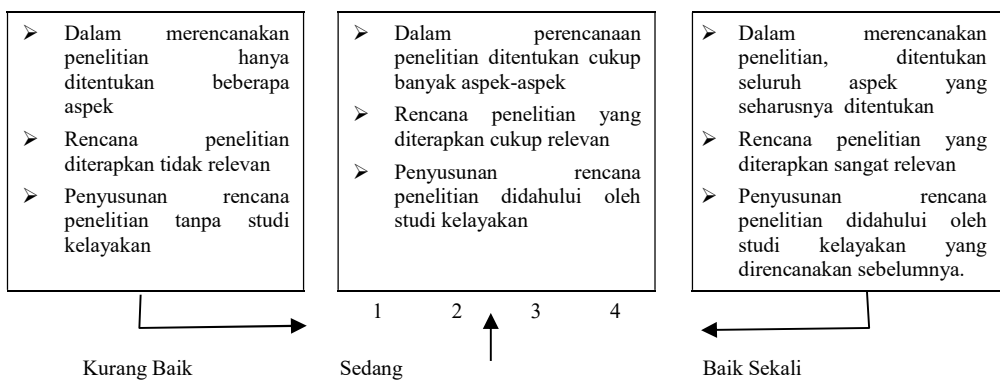 ➢ Dalam merencanakan
penelitian hanya
ditentukan beberapa
aspek
➢ Rencana penelitian
diterapkan tidak relevan
➢ Penyusunan rencana
penelitian tanpa studi
kelayakan
➢ Dalam perencanaan
penelitian ditentukan cukup
banyak aspek-aspek
➢ Rencana penelitian yang
diterapkan cukup relevan
➢ Penyusunan rencana
penelitian didahului oleh
studi kelayakan
➢ Dalam merencanakan
penelitian, ditentukan
seluruh aspek yang
seharusnya ditentukan
➢ Rencana penelitian yang
diterapkan sangat relevan
➢ Penyusunan rencana
penelitian didahului oleh
studi kelayakan yang
direncanakan sebelumnya.
1 2 3 4
Kurang Baik Sedang Baik Sekali